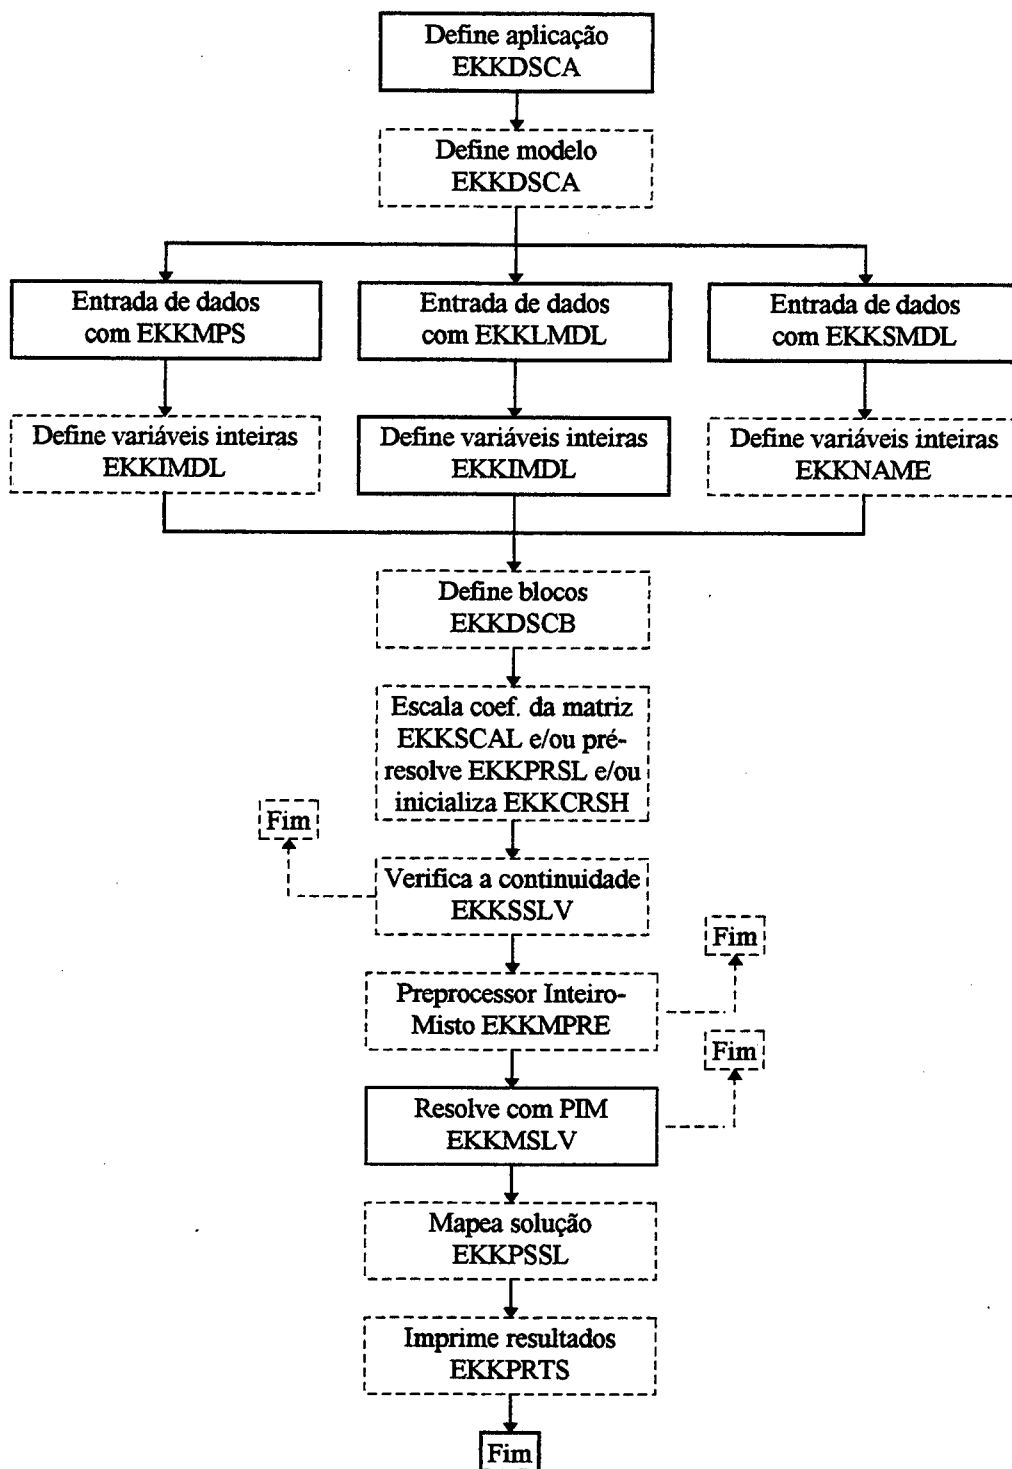 Define aplicação
EKKDSCA
Define modelo
EKKDSCA
Entrada de dados
com EKKMPS
Entrada de dados
com EKKLMDL
Entrada de dados
com EKKSMDL
Define variáveis inteiras
EKKIMDL
Define variáveis inteiras
EKKIMDL
Define variáveis inteiras
EKKNAME
Define blocos
EKKDSCB
Escala coef. da matriz
EKKSCAL e/ou pré-
resolve EKKPRSL e/ou
inicializa EKKCRSH
Fim
Verifica a continuidade
EKKSSLV
Fim
Preprocessor Inteiro-
Misto EKKMPRE
Fim
Resolve com PIM
EKKMSLV
Mapea solução
EKKPSSL
Imprime resultados
EKKPRTS
Fim